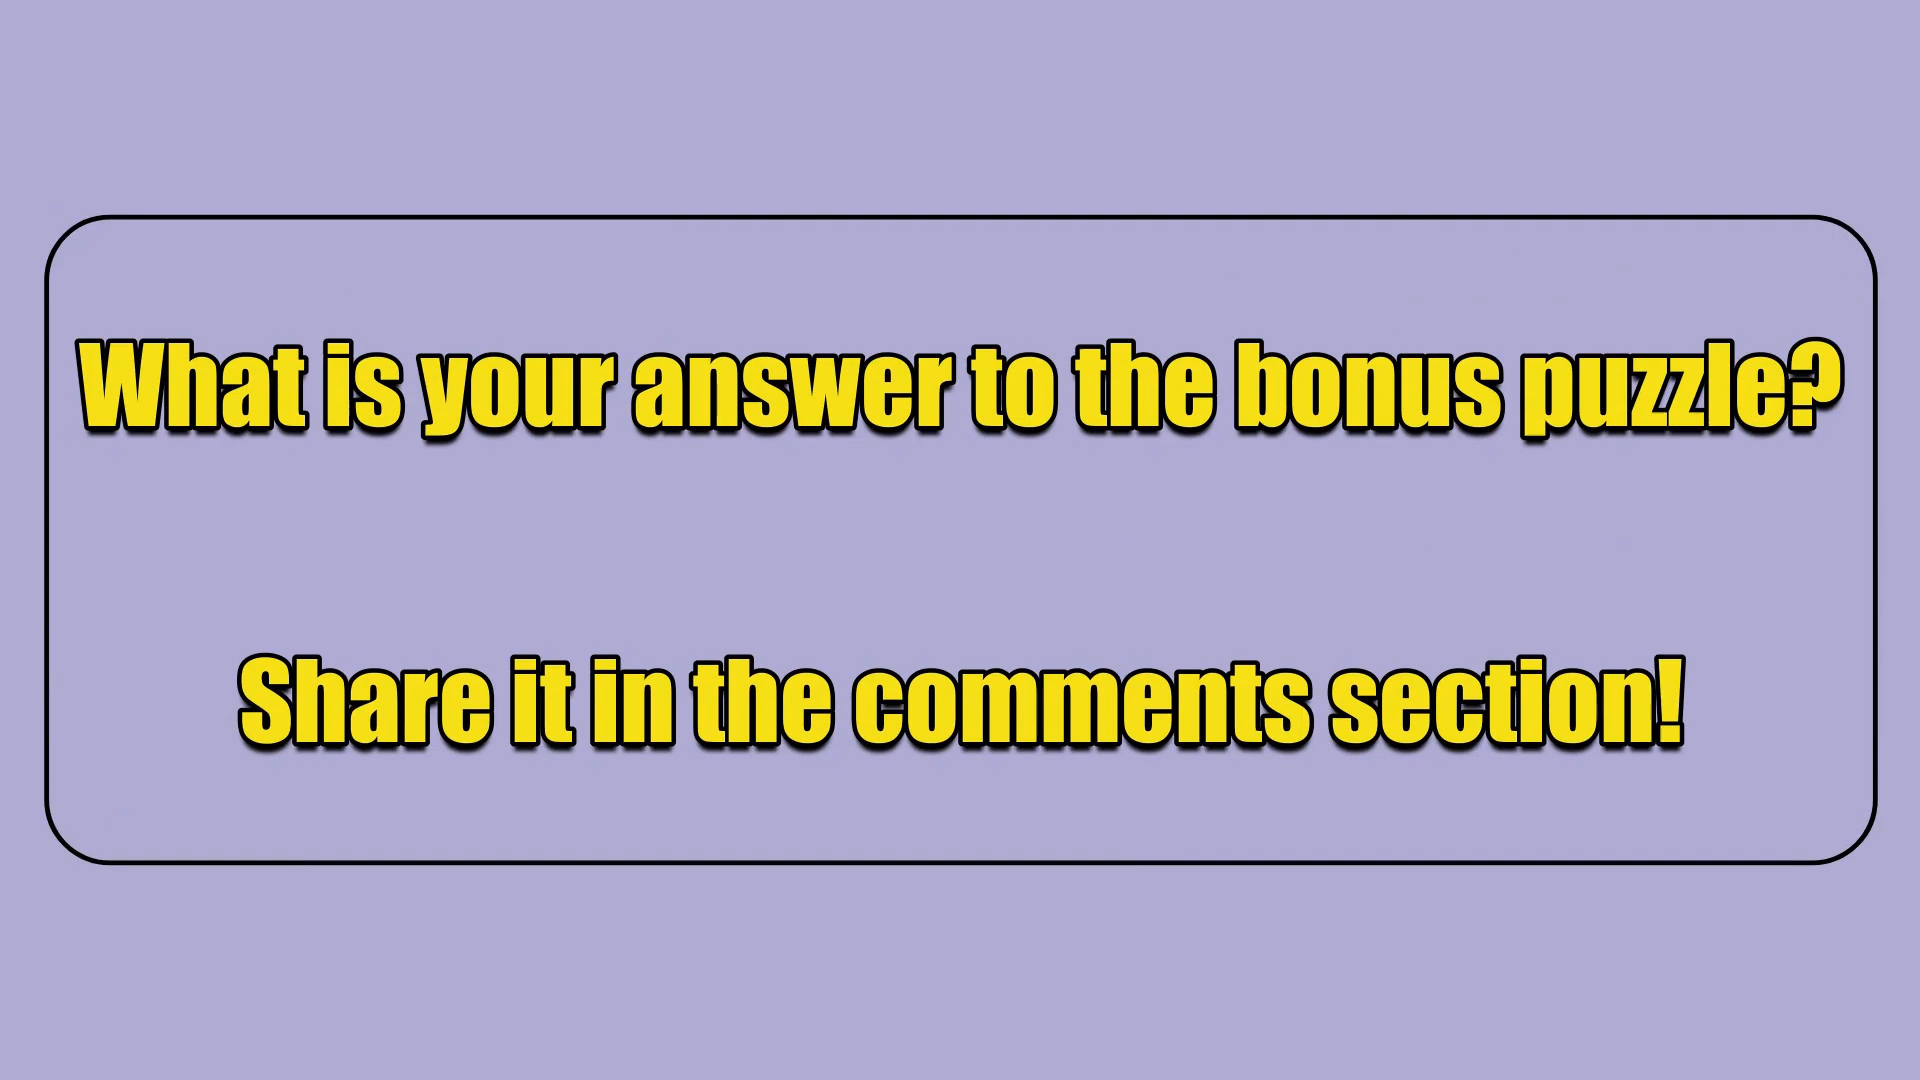 What is your answer to the bonus puzzle?
Share it in the comments section!